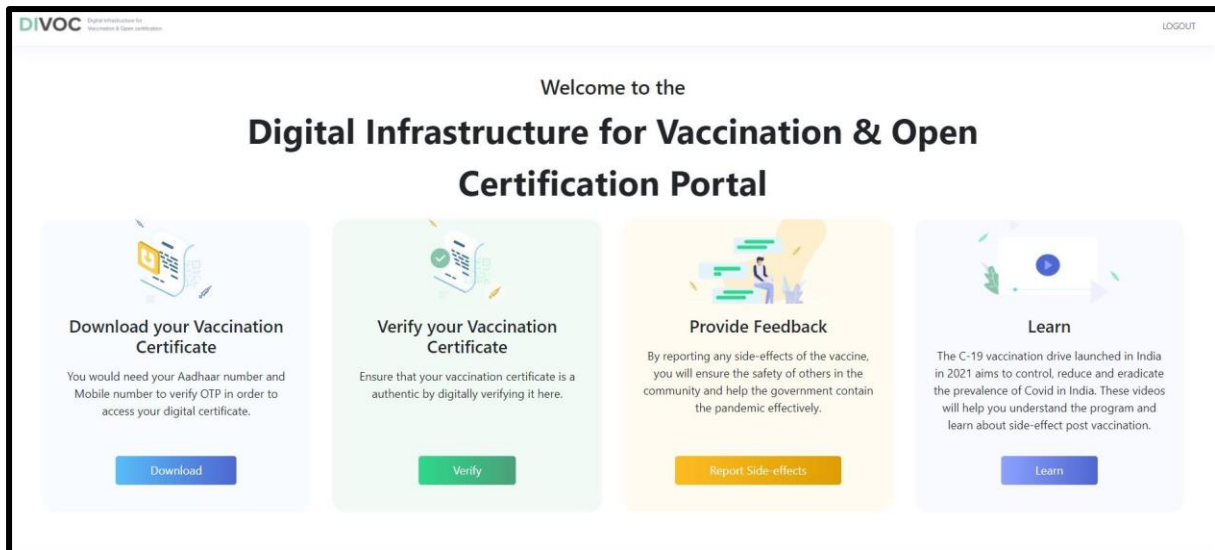 DIVOC
Digital Infrastructure for
Vaccination & Open certification
LOGOUT
Welcome to the
Digital Infrastructure for Vaccination & Open
Certification Portal
Download your Vaccination
Certificate
You would need your Aadhaar number and
Mobile number to verify OTP in order to
access your digital certificate.
Download
Verify your Vaccination
Certificate
Ensure that your vaccination certificate is a
authentic by digitally verifying it here.
Verify
Provide Feedback
By reporting any side-effects of the vaccine,
you will ensure the safety of others in the
community and help the government contain
the pandemic effectively.
Report Side-effects
Learn
The C-19 vaccination drive launched in India
in 2021 aims to control, reduce and eradicate
the prevalence of Covid in India. These videos
will help you understand the program and
learn about side-effect post vaccination.
Learn